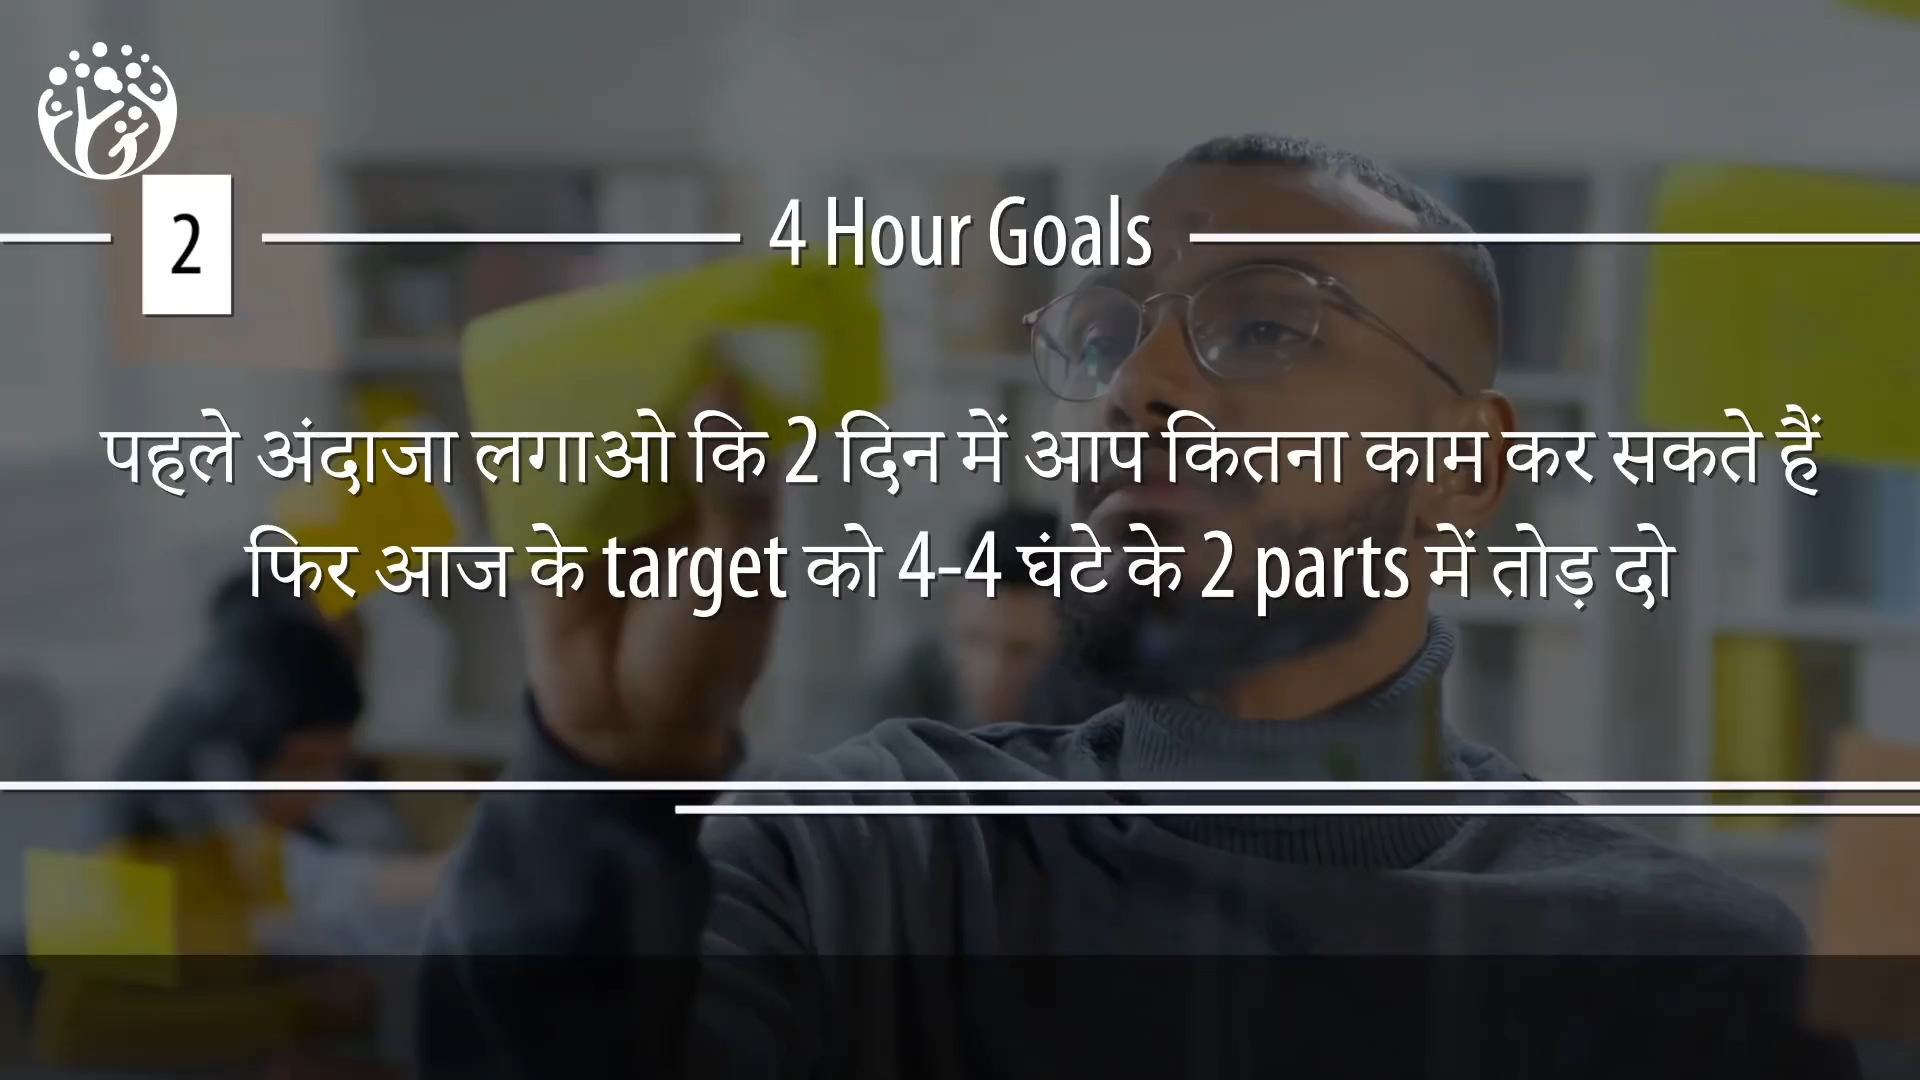 2
4 Hour Goals
पहले अंदाजा लगाओ कि 2 दिन में आप कितना काम कर सकते हैं
फिर आज के target को 4-4 घंटे के 2 parts में तोड़ दो